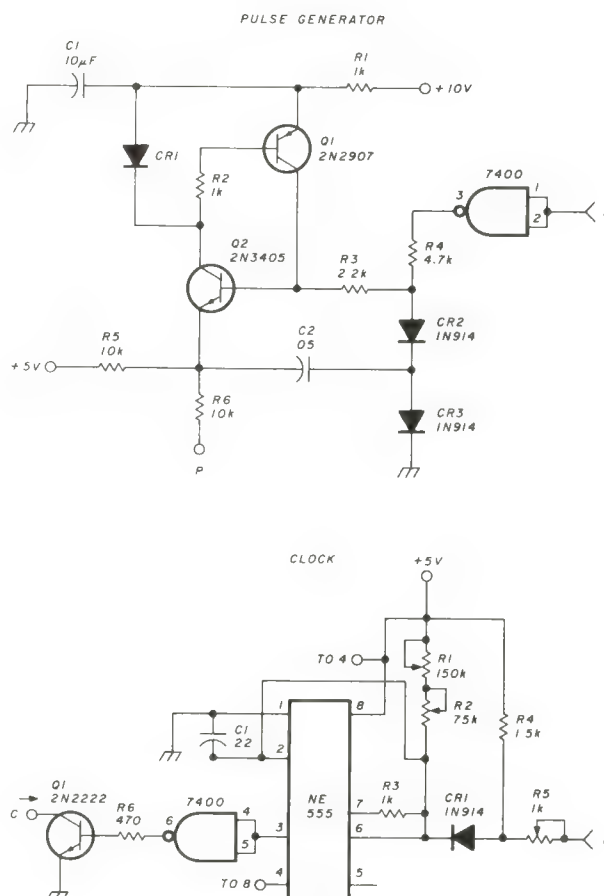 PULSE GENERATOR
C1
10µF
R1
1k
+10V
Q1
2N2907
CR1
R2
1k
7400
3
1
2
Q2
2N3405
R3
2.2k
R4
4.7k
R5
10k
C2
05
CR2
1N914
+5V
R6
10k
CR3
1N914
P
CLOCK
+5V
TO 4
R1
150k
1
8
R2
75k
R4
1.5k
C1
22
2
Q1
2N2222
7400
NE
555
R3
1k
CR1
1N914
R5
1k
C
R6
470
6
4
5
3
7
6
TO 8
4
5